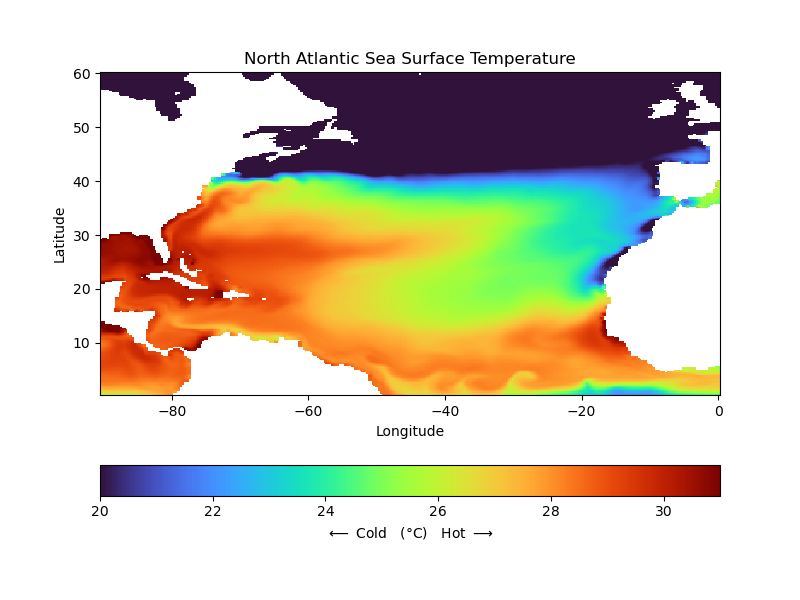 North Atlantic Sea Surface Temperature
60
50
40
30
20
10
Latitude
−80 −60 −40 −20 0
Longitude
20 22 24 26 28 30
⟵ Cold (°C) Hot ⟶